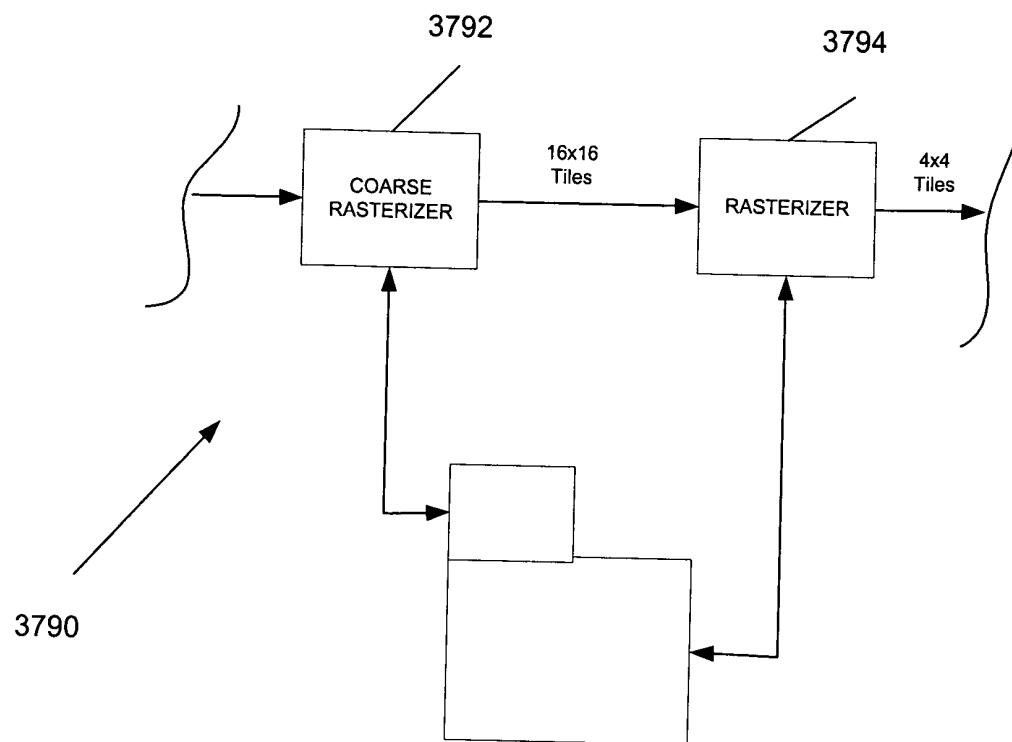 3792
3794
COARSE
RASTERIZER
16x16
Tiles
RASTERIZER
4x4
Tiles
3790